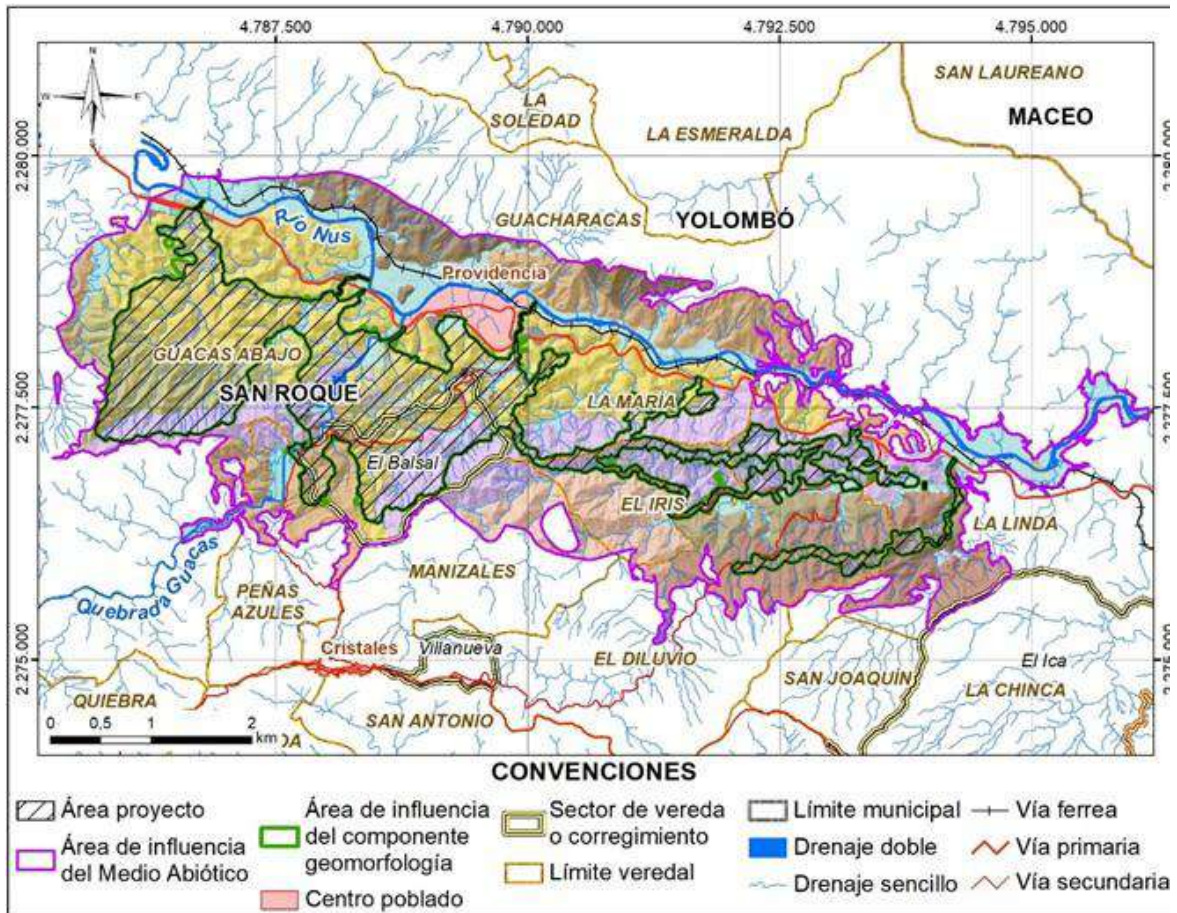 4.787.500
4.790.000
4.792.500
4.795.000
N
W
E
S
SAN LAUREANO
LA
SOLEDAD
MACEO
LA ESMERALDA
2.280.000
2.280.000
GUACHARACAS
YOLOMBÓ
Río Nus
Providencia
GUACAS ABAJO
SAN ROQUE
LA MARÍA
2.277.500
2.277.500
El Balsal
EL IRIS
LA LINDA
MANIZALES
PEÑAS
AZULES
Quebrada Guacas
Cristales
Villanueva
EL DILUVIO
2.275.000
2.275.000
El Ica
SAN JOAQUÍN
LA CHINCA
QUIEBRA
SAN ANTONIO
0 0,5 1 2
km
DA
CONVENCIONES
Área proyecto
Área de influencia
del Medio Abiótico
Área de influencia
del componente
geomorfología
Centro poblado
Sector de vereda
o corregimiento
Límite veredal
Límite municipal
Drenaje doble
Drenaje sencillo
Vía ferrea
Vía primaria
Vía secundaria